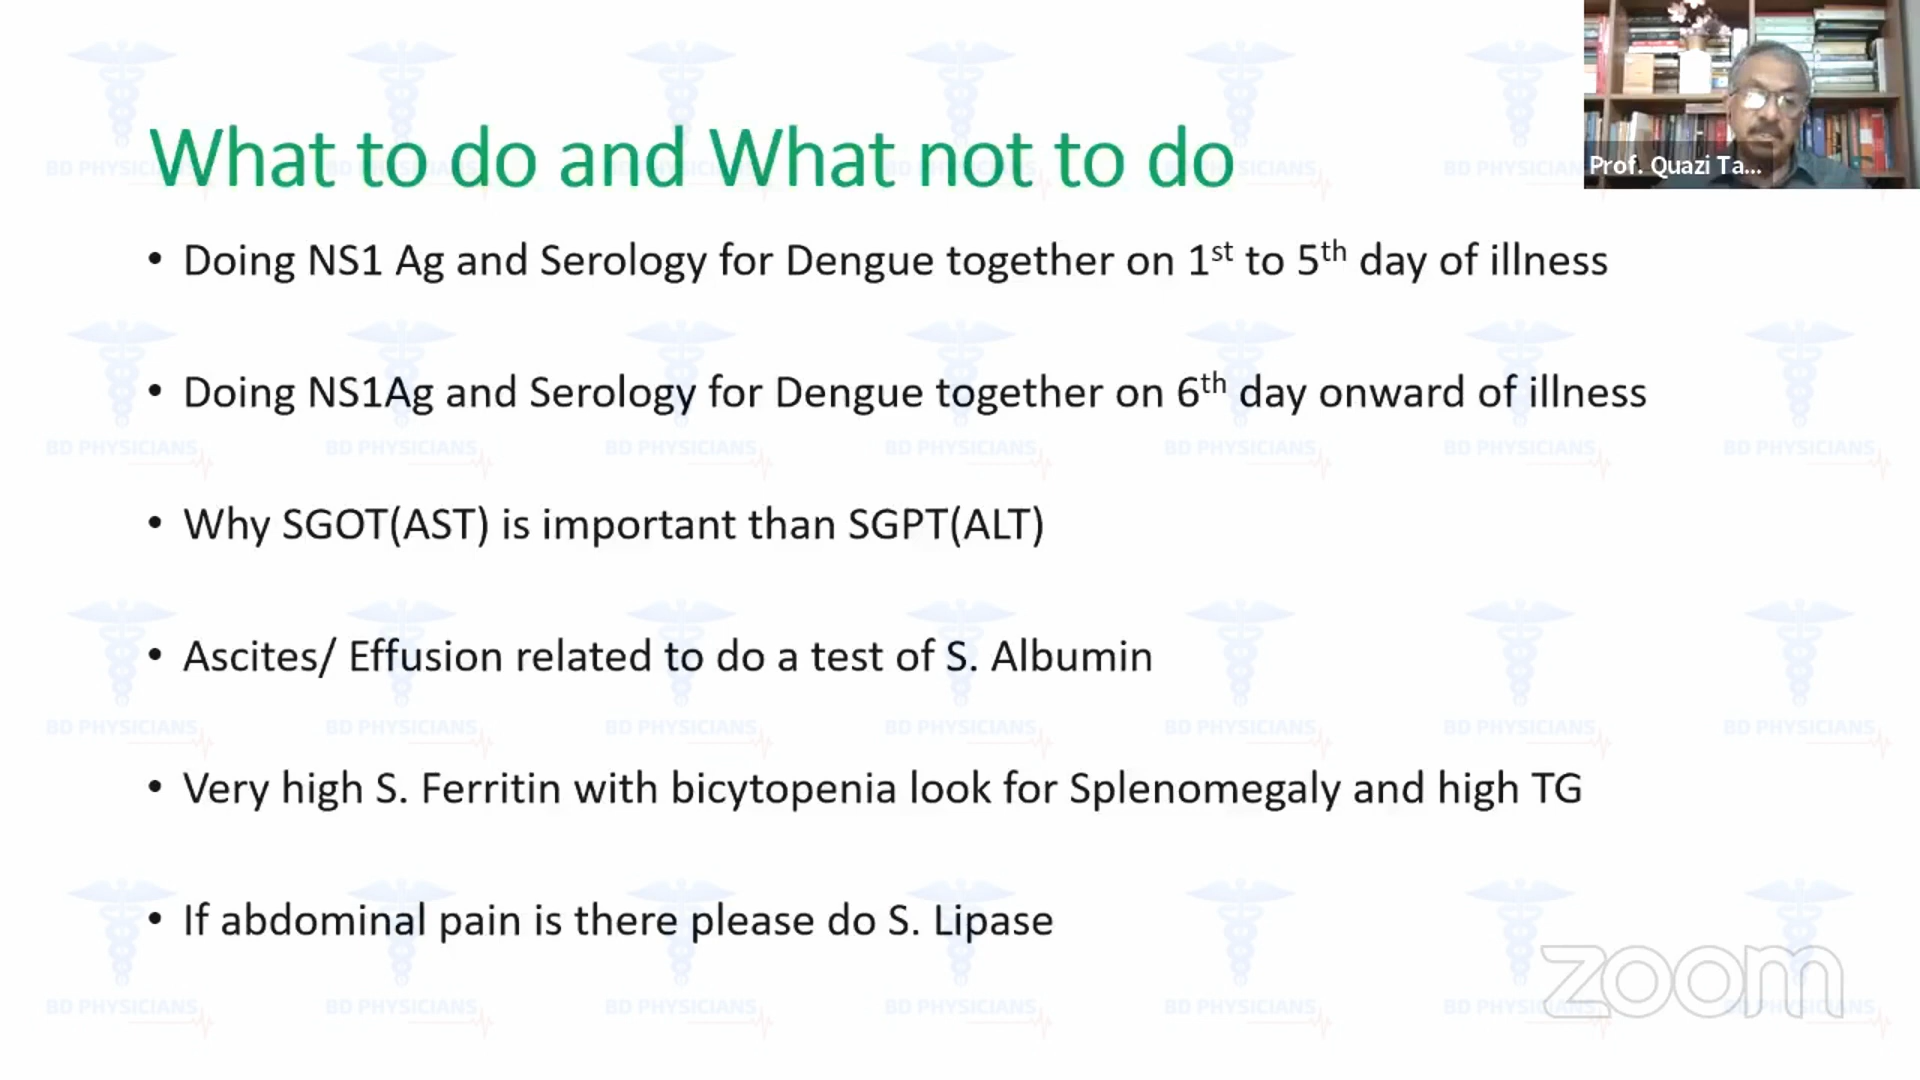 Prof. Quazi Ta...
What to do and What not to do
• Doing NS1 Ag and Serology for Dengue together on 1st to 5th day of illness
• Doing NS1Ag and Serology for Dengue together on 6th day onward of illness
• Why SGOT(AST) is important than SGPT(ALT)
• Ascites/ Effusion related to do a test of S. Albumin
• Very high S. Ferritin with bicytopenia look for Splenomegaly and high TG
• If abdominal pain is there please do S. Lipase
zoom
BD PHYSICIANS